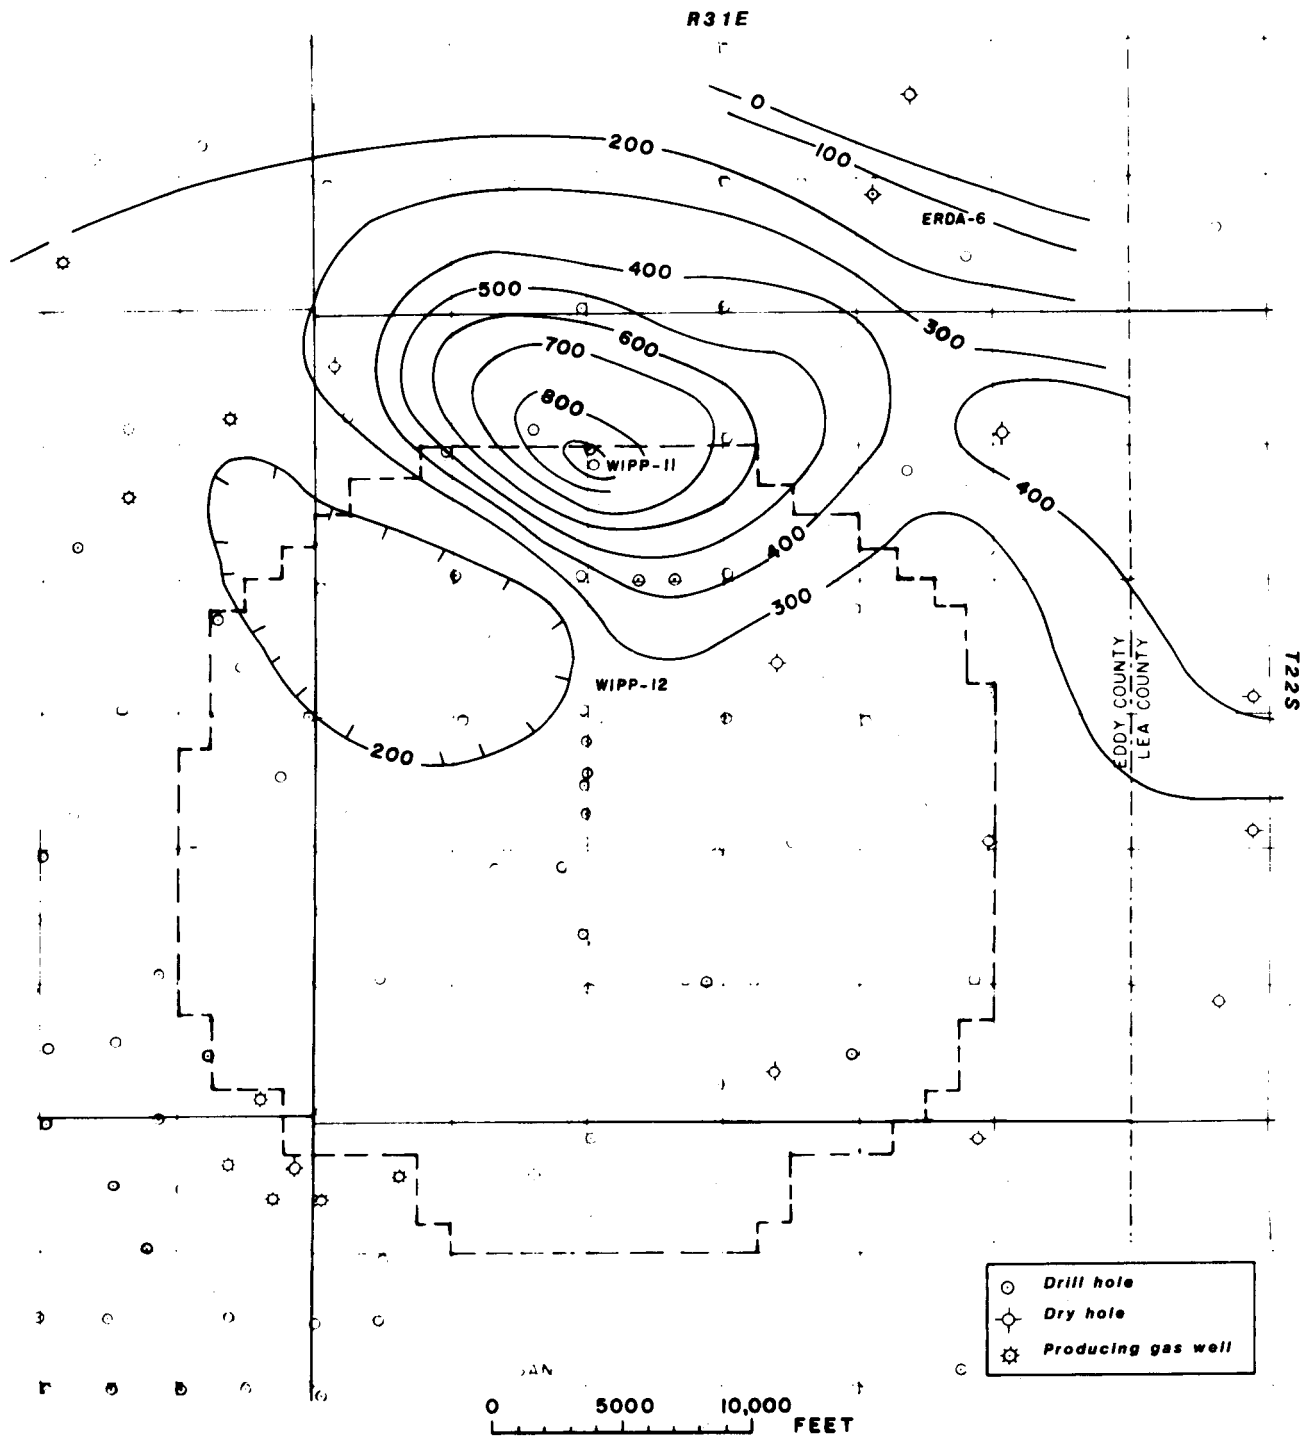 R31E
0
200
100
ERDA-6
400
500
300
600
700
800
WIPP-11
400
400
300
EDDY COUNTY
LEA COUNTY
T22S
WIPP-12
200
Drill hole
Dry hole
Producing gas well
0 5000 10,000
FEET